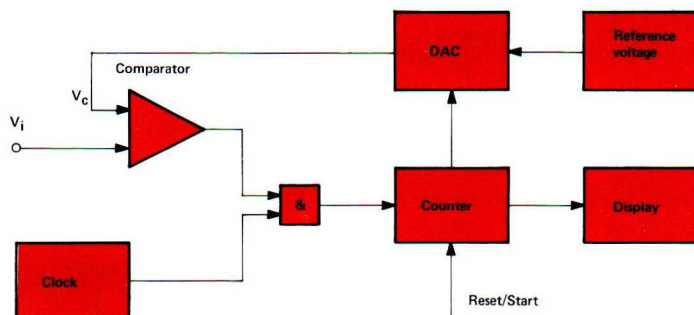 DAC
Reference
voltage
Comparator
Vc
Vi
&
Counter
Display
Clock
Reset/Start